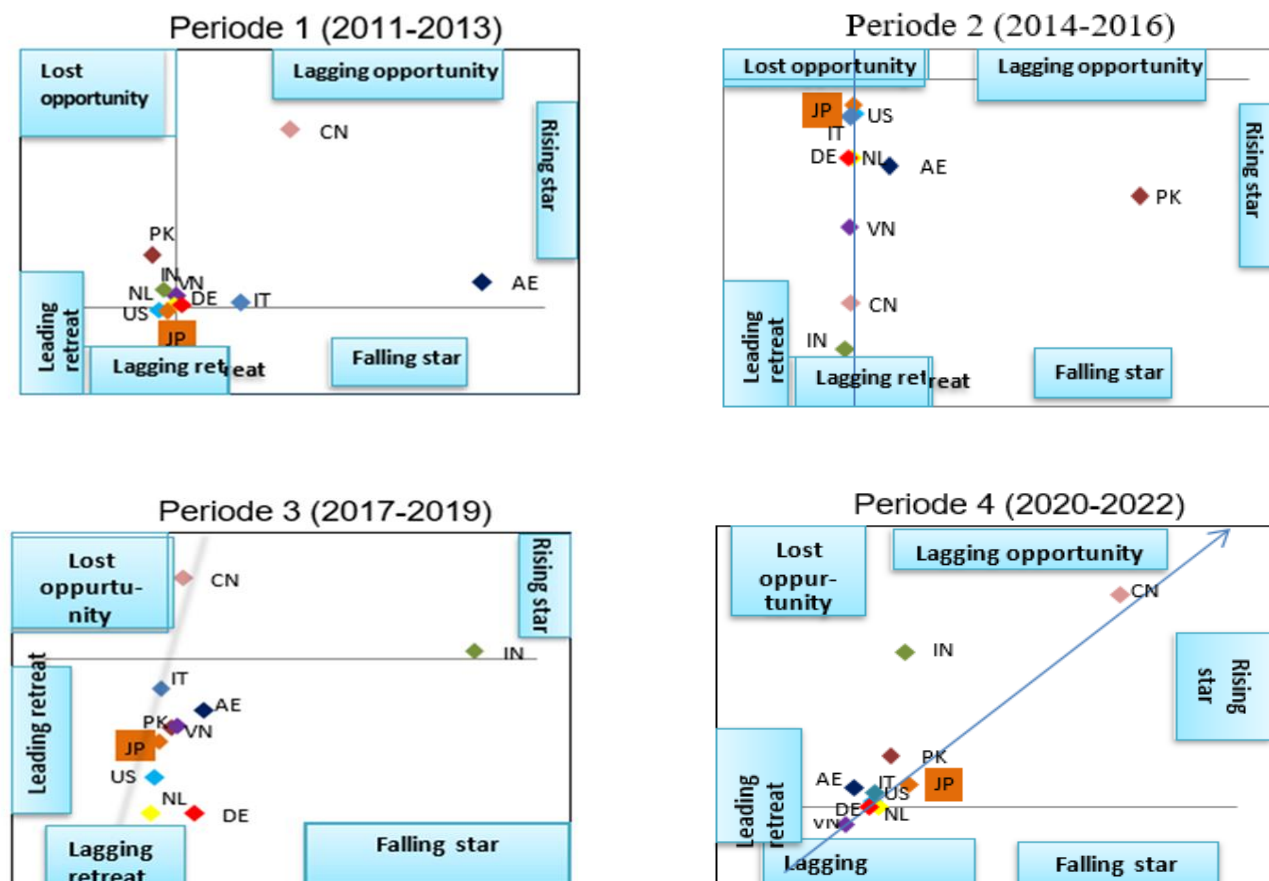 Periode 1 (2011-2013)
Lost
opportunity
Lagging opportunity
CN
Rising star
PK
IN
VN
NL
DE
IT
AE
US
JP
Leading
retreat
Lagging retreat
Falling star
Periode 2 (2014-2016)
Lost opportunity
Lagging opportunity
JP
US
IT
DE
NL
AE
Rising star
PK
VN
CN
IN
Leading
retreat
Lagging retreat
Falling star
Periode 3 (2017-2019)
Lost
oppurtu-
nity
CN
Rising star
IN
IT
Leading retreat
AE
PK
VN
JP
US
NL
DE
Lagging
retreat
Falling star
Periode 4 (2020-2022)
Lost
oppur-
tunity
Lagging opportunity
CN
IN
Rising
star
PK
AE
IT
JP
US
DE
NL
VN
Leading
retreat
Lagging
Falling star